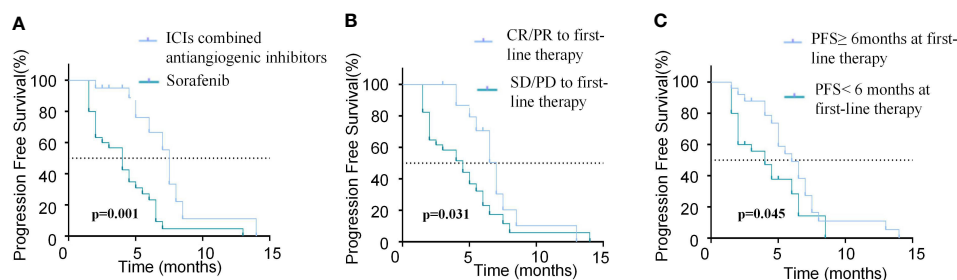 A
ICIs combined
antiangogenic inhibitors
Sorafenib
Progression Free Survival(%)
100
80
60
40
20
0
p=0.001
0
5
10
15
Time (months)
B
CR/PR to first-
line therapy
SD/PD to first-
line therapy
Progression Free Survival(%)
100
80
60
40
20
0
p=0.031
0
5
10
15
Time (months)
C
PFS≥ 6months at first-
line therapy
PFS< 6 months at
first-line therapy
Progression Free Survival(%)
100
80
60
40
20
0
p=0.045
0
5
10
15
Time (months)